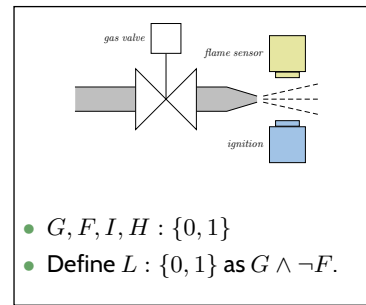 gas valve
flame sensor
ignition
• G, F, I, H : {0, 1}
• Define L : {0, 1} as G ∧ ¬F.